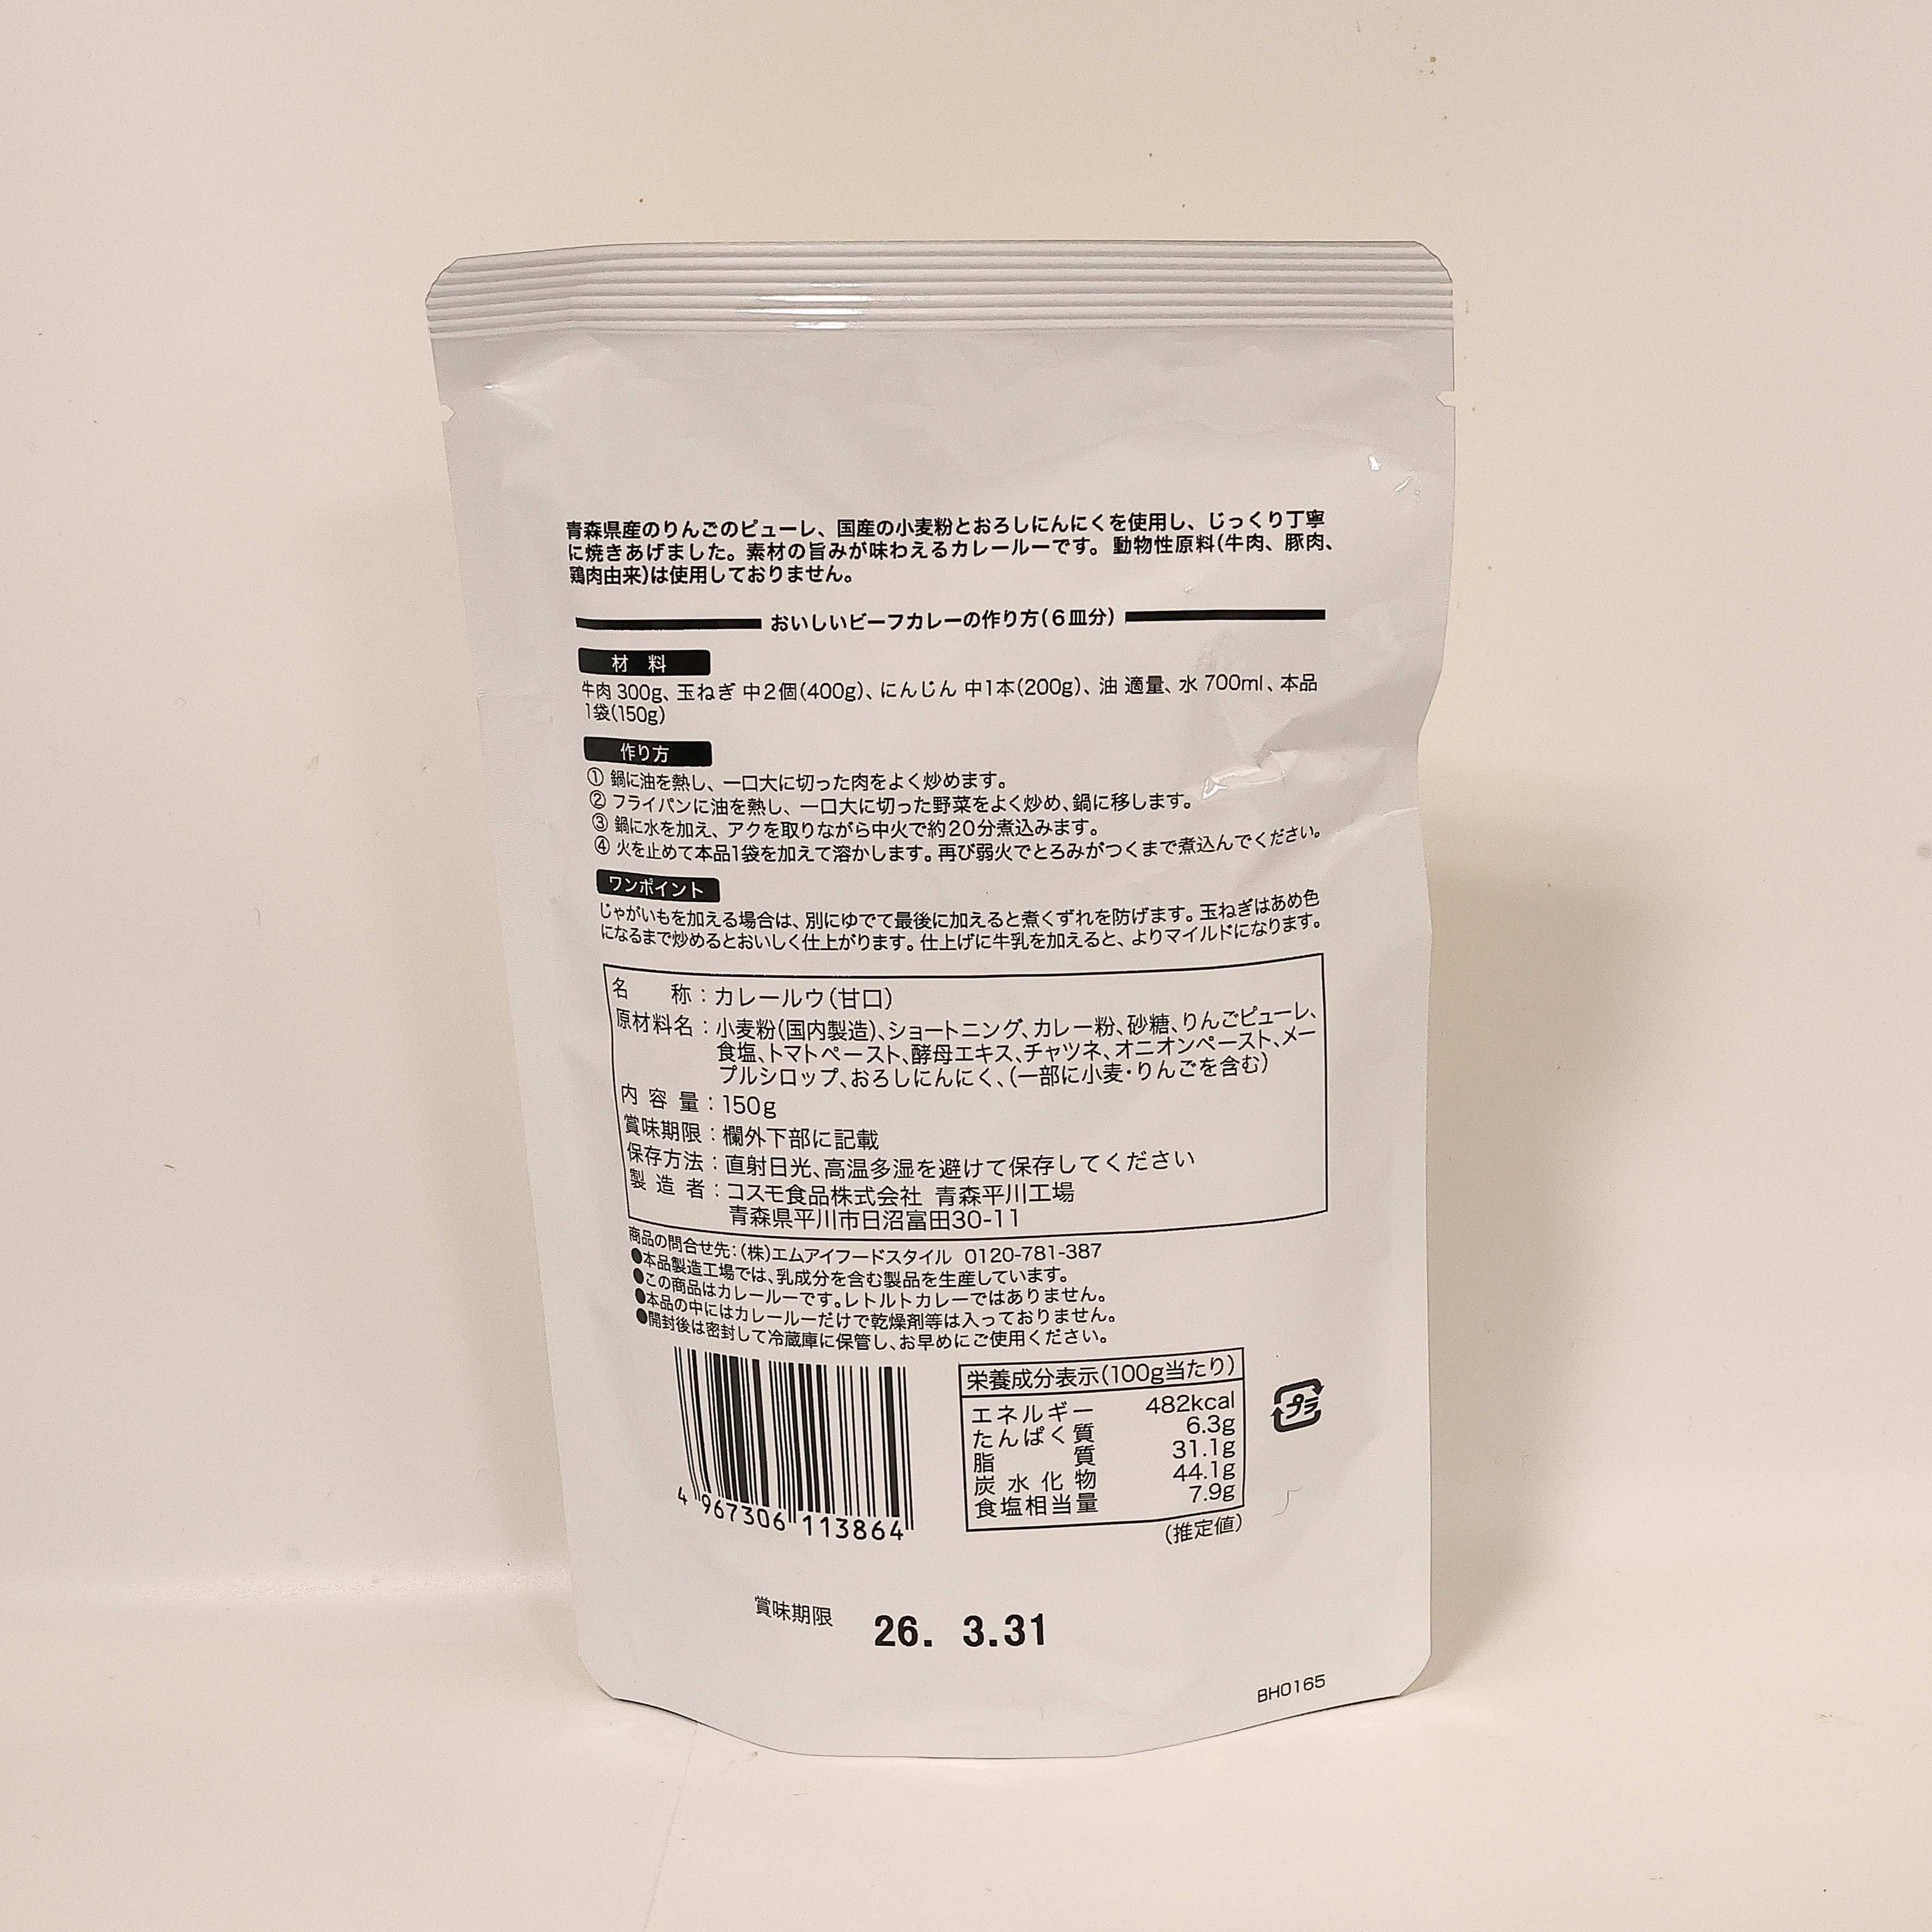 青森県産のりんごのピューレ、国産の小麦粉とおろしにんにくを使用し、じっくり丁寧
に焼きあげました。素材の旨みが味わえるカレールーです。 動物性原料(牛肉、豚肉、
鶏肉由来)は使用しておりません。
おいしいビーフカレーの作り方(6皿分)
材 料
牛肉 300g、玉ねぎ 中2個(400g)、にんじん 中1本(200g)、油 適量、水 700ml、本品
1袋(150g)
作り方
① 鍋に油を熱し、一口大に切った肉をよく炒めます。
② フライパンに油を熱し、一口大に切った野菜をよく炒め、鍋に移します。
③ 鍋に水を加え、アクを取りながら中火で約20分煮込みます。
④ 火を止めて本品1袋を加えて溶かします。再び弱火でとろみがつくまで煮込んでください。
ワンポイント
じゃがいもを加える場合は、別にゆでて最後に加えると煮くずれを防げます。玉ねぎはあめ色
になるまで炒めるとおいしく仕上がります。仕上げに牛乳を加えると、よりマイルドになります。
名 称：カレールウ(甘口)
原材料名：小麦粉(国内製造)、ショートニング、カレー粉、砂糖、りんごピューレ、
食塩、トマトペースト、酵母エキス、チャツネ、オニオンペースト、メー
プルシロップ、おろしにんにく、(一部に小麦・りんごを含む)
内 容 量：150g
賞味期限：欄外下部に記載
保存方法：直射日光、高温多湿を避けて保存してください
製 造 者：コスモ食品株式会社 青森平川工場
青森県平川市日沼富田30-11
商品の問合せ先：(株)エムアイフードスタイル 0120-781-387
●本品製造工場では、乳成分を含む製品を生産しています。
●この商品はカレールーです。レトルトカレーではありません。
●本品の中にはカレールーだけで乾燥剤等は入っておりません。
●開封後は密封して冷蔵庫に保管し、お早めにご使用ください。
栄養成分表示(100g当たり)
エネルギー 482kcal
たんぱく質 6.3g
脂 質 31.1g
炭水化物 44.1g
食塩相当量 7.9g
(推定値)
プラ
4 967306 113864
賞味期限 26. 3.31
BH0165